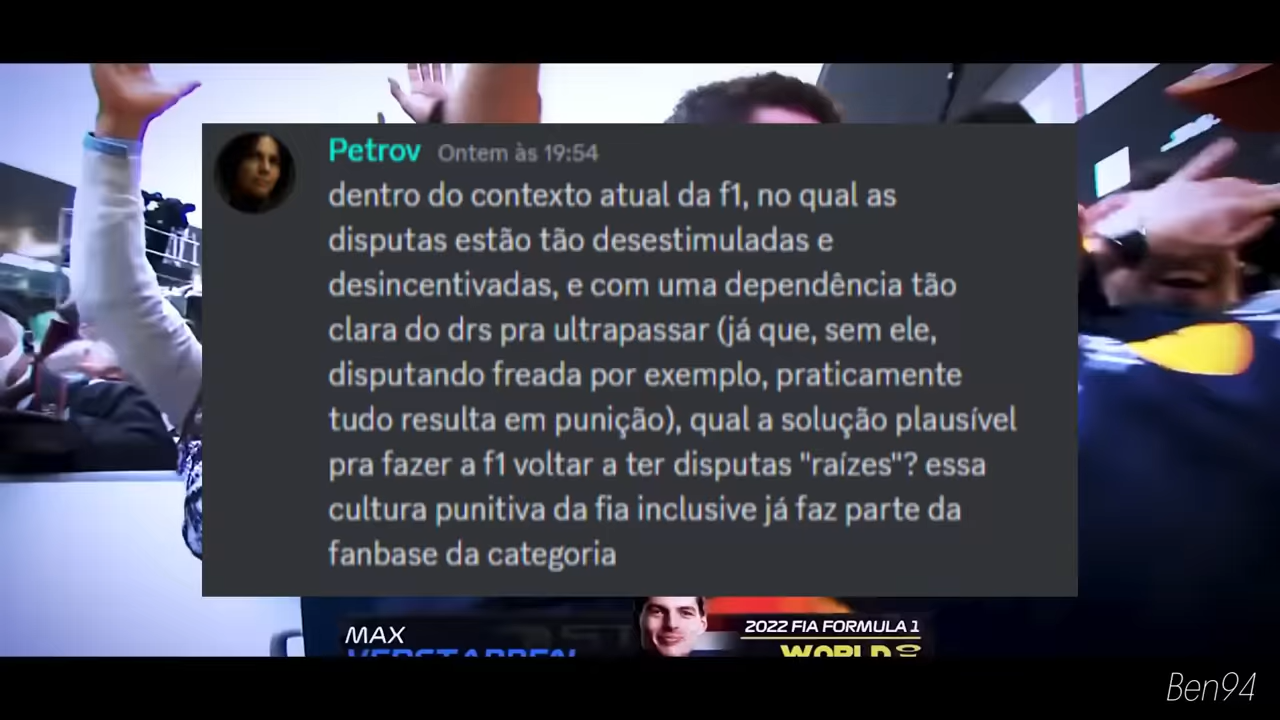 Petrov Ontem às 19:54
dentro do contexto atual da f1, no qual as
disputas estão tão desestimuladas e
desincentivadas, e com uma dependência tão
clara do drs pra ultrapassar (já que, sem ele,
disputando freada por exemplo, praticamente
tudo resulta em punição), qual a solução plausível
pra fazer a f1 voltar a ter disputas "raízes"? essa
cultura punitiva da fia inclusive já faz parte da
fanbase da categoria
MAX
VERSTAPPEN
2022 FIA FORMULA 1
WORLD
Ben94